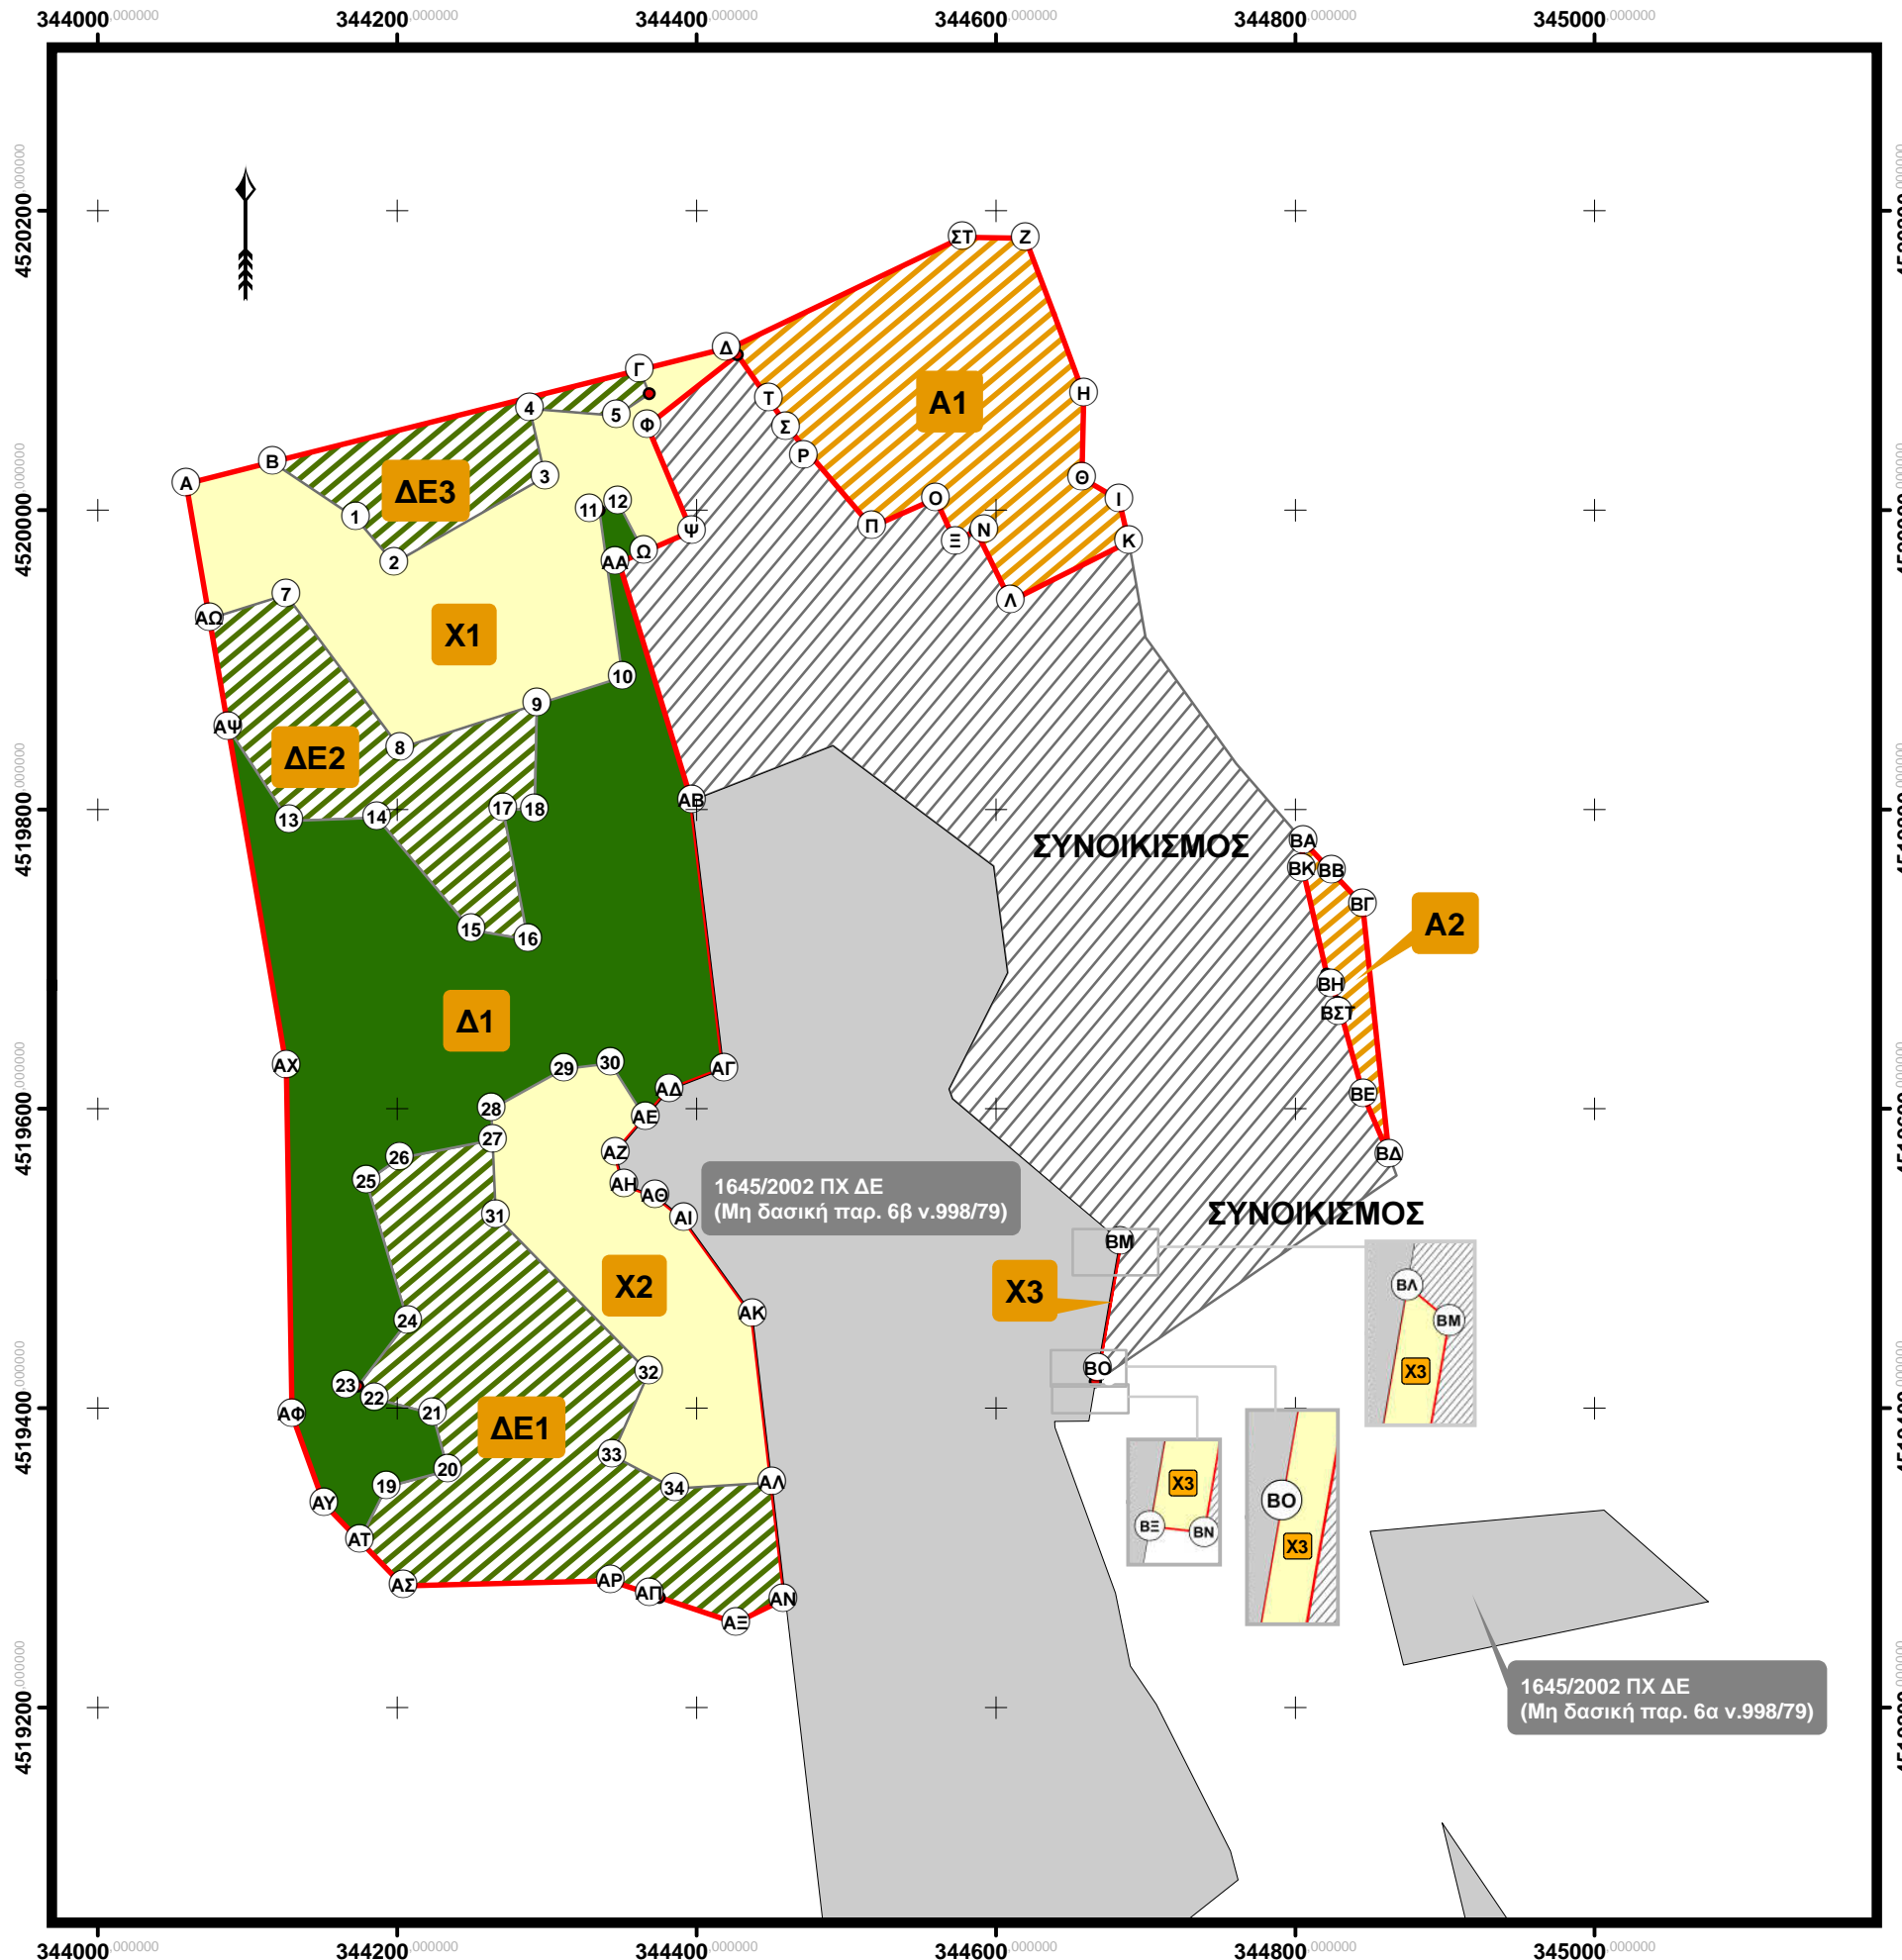 344000,000000 344200,000000 344400,000000 344600,000000 344800,000000 345000,000000
4520200,000000
4520000,000000
4519800,000000
4519600,000000
4519400,000000
4519200,000000
ΣΤ Ζ
Δ
Γ
4 5 Φ
Τ
Σ
Ρ
Η
Α1
Β
Α
3
ΔΕ3
Θ
Ι
1
11 12
Ψ
Ο
Π
Ν
Ξ
Κ
2
Ω
ΑΑ
7
ΑΩ
Λ
Χ1
10
9
ΑΨ
8
ΔΕ2
ΑΒ
17 18
13 14
ΣΥΝΟΙΚΙΣΜΟΣ
ΒΑ
ΒΚ ΒΒ
ΒΓ
Α2
15 16
ΒΗ
ΒΣΤ
Δ1
ΑΧ
29 30
ΑΓ
ΑΔ
28
ΑΕ
ΒΕ
27
26
ΑΖ
ΒΔ
25
ΑΗ ΑΘ
1645/2002 ΠΧ ΔΕ
(Μη δασική παρ. 6β ν.998/79)
31
ΑΙ
ΣΥΝΟΙΚΙΣΜΟΣ
ΒΜ
Χ2
Χ3
ΒΛ
ΒΜ
Χ3
24
ΑΚ
32
ΒΟ
23 22
21
ΑΦ
ΔΕ1
33
20
19
34
ΑΛ
Χ3
ΒΞ ΒΝ
ΒΟ
Χ3
ΑΥ
ΑΤ
ΑΣ
ΑΡ
ΑΠ
ΑΝ
ΑΞ
1645/2002 ΠΧ ΔΕ
(Μη δασική παρ. 6α ν.998/79)
344000,000000 344200,000000 344400,000000 344600,000000 344800,000000 345000,000000